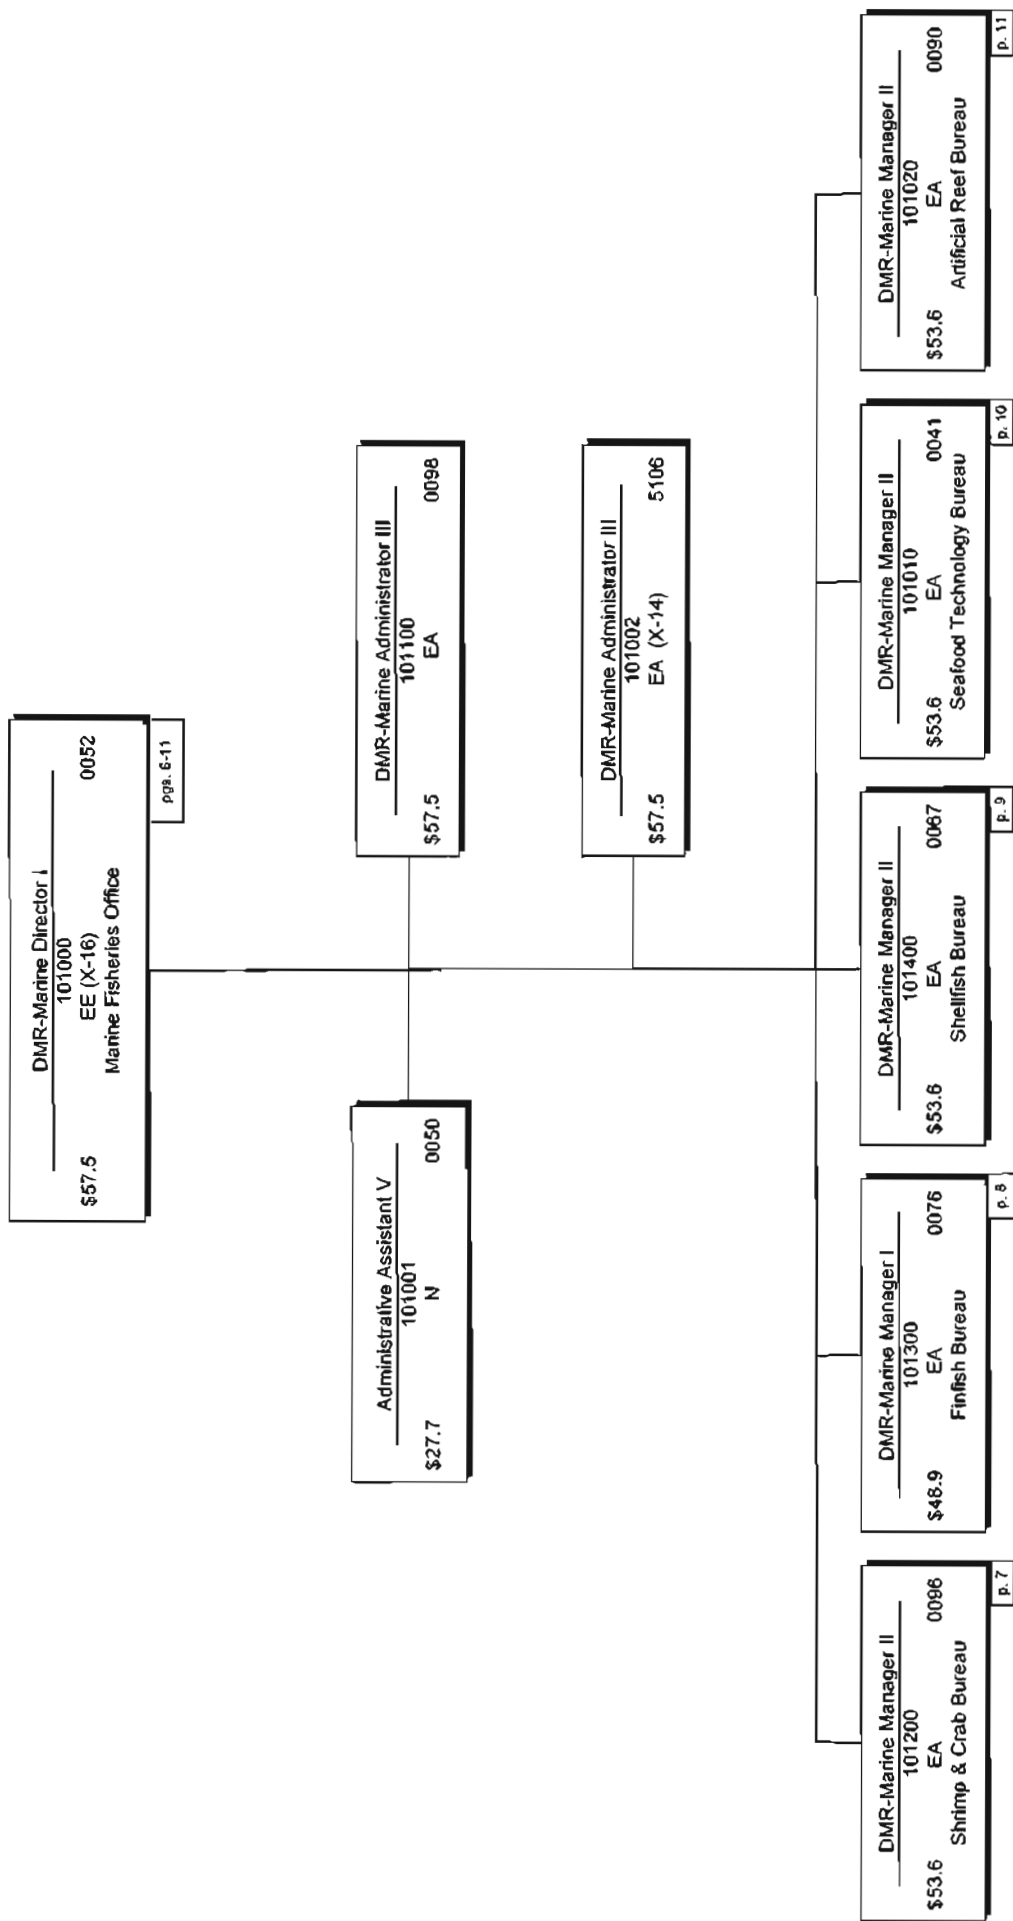 DMR-Marine Director I
101000
$57.5 EE (X-16) 0052
Marine Fisheries Office
pgs. 6-11
Administrative Assistant V
101001
$27.7 N 0050
DMR-Marine Administrator III
101100
$57.5 EA 0098
DMR-Marine Administrator III
101002
$57.5 EA (X-14) 5106
DMR-Marine Manager II
101200
$53.6 EA 0096
Shrimp & Crab Bureau
p. 7
DMR-Marine Manager I
101300
$48.9 EA 0076
Finfish Bureau
p. 8
DMR-Marine Manager II
101400
$53.6 EA 0067
Shellfish Bureau
p. 9
DMR-Marine Manager II
101010
$53.6 EA 0041
Seafood Technology Bureau
p. 10
DMR-Marine Manager II
101020
$53.6 EA 0090
Artificial Reef Bureau
p. 11